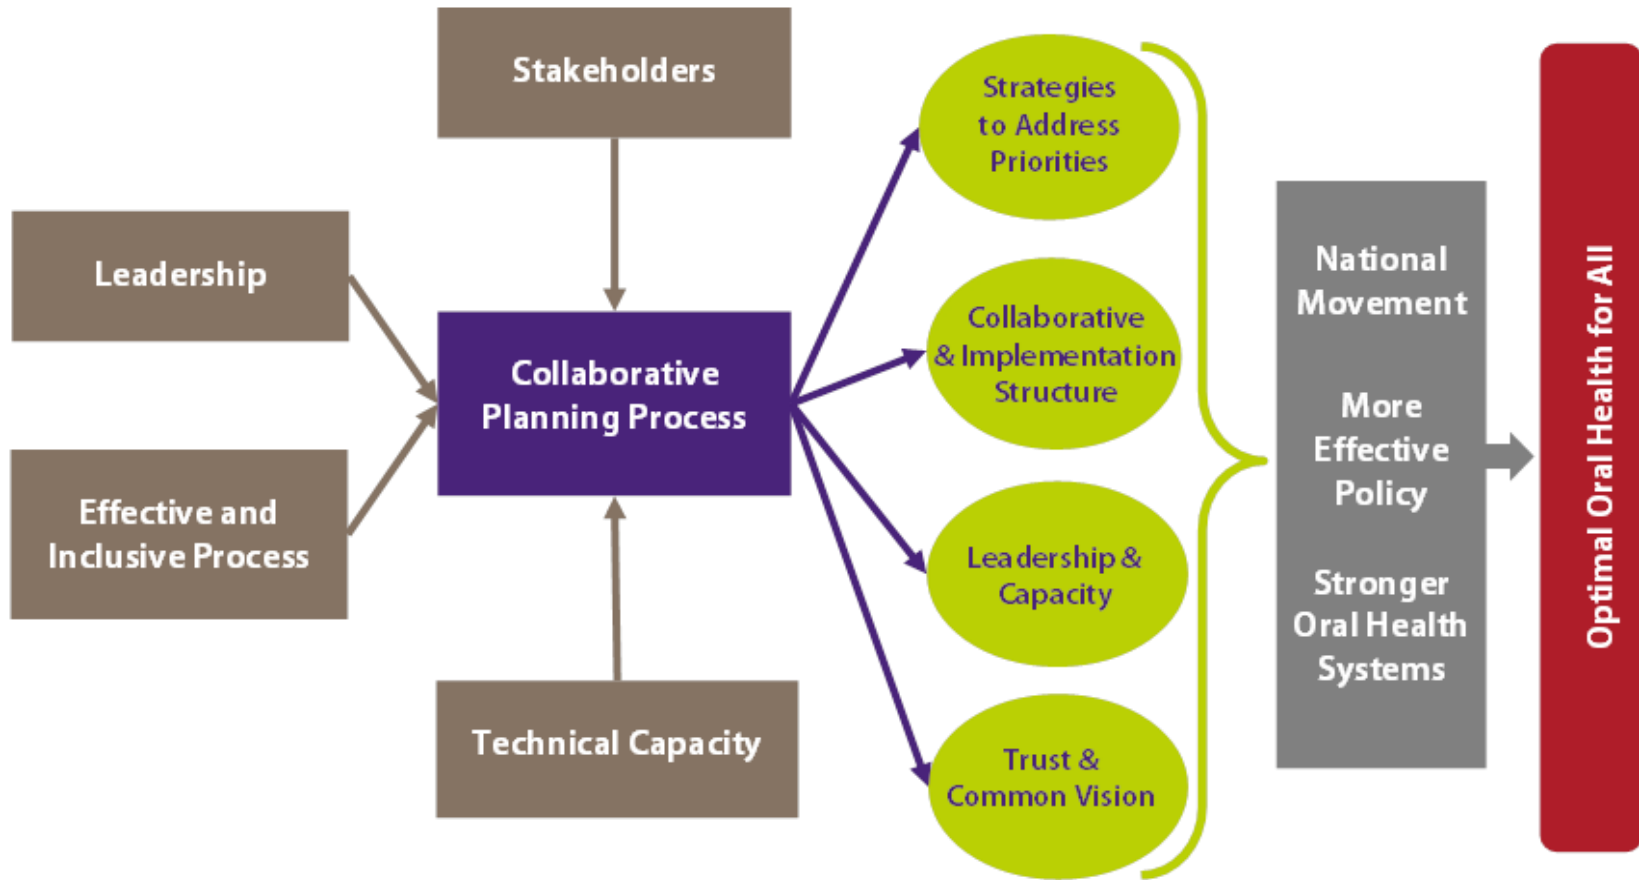 Stakeholders
Leadership
Effective and
Inclusive Process
Technical Capacity
Collaborative
Planning Process
Strategies
to Address
Priorities
Collaborative
& Implementation
Structure
Leadership &
Capacity
Trust &
Common Vision
National
Movement
More
Effective
Policy
Stronger
Oral Health
Systems
Optimal Oral Health for All